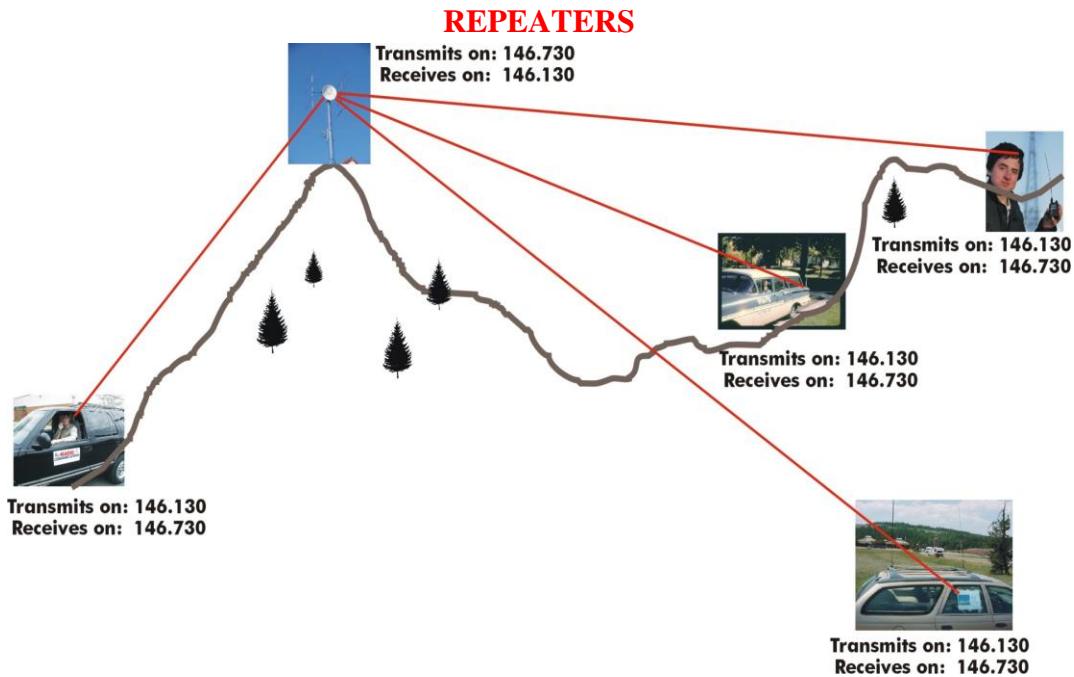 REPEATERS
Transmits on: 146.730
Receives on: 146.130
Transmits on: 146.130
Receives on: 146.730
Transmits on: 146.130
Receives on: 146.730
Transmits on: 146.130
Receives on: 146.730
Transmits on: 146.130
Receives on: 146.730